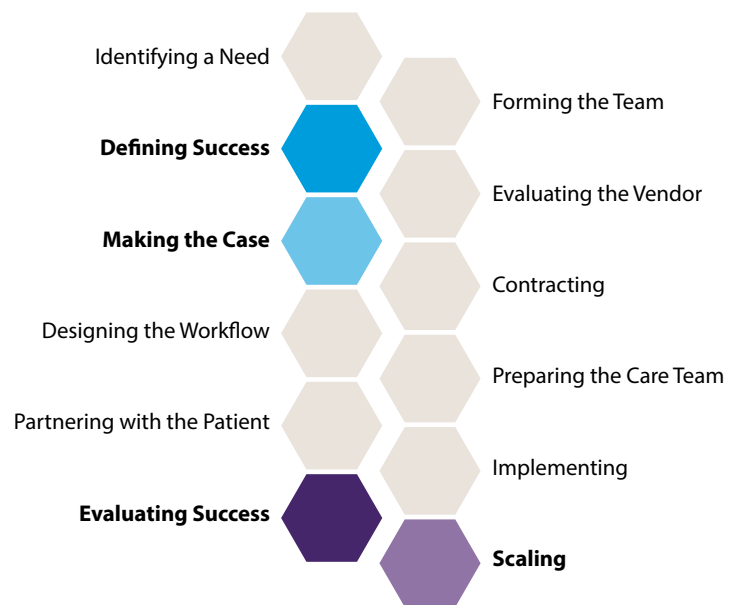 Identifying a Need
Forming the Team
Defining Success
Evaluating the Vendor
Making the Case
Contracting
Designing the Workflow
Preparing the Care Team
Partnering with the Patient
Implementing
Evaluating Success
Scaling